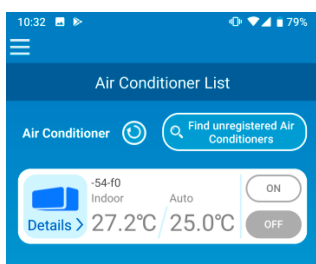 10:32 79%
Air Conditioner List
Air Conditioner Find unregistered Air
Conditioners
-54-f0
Indoor Auto ON
Details > 27.2℃ 25.0℃ OFF